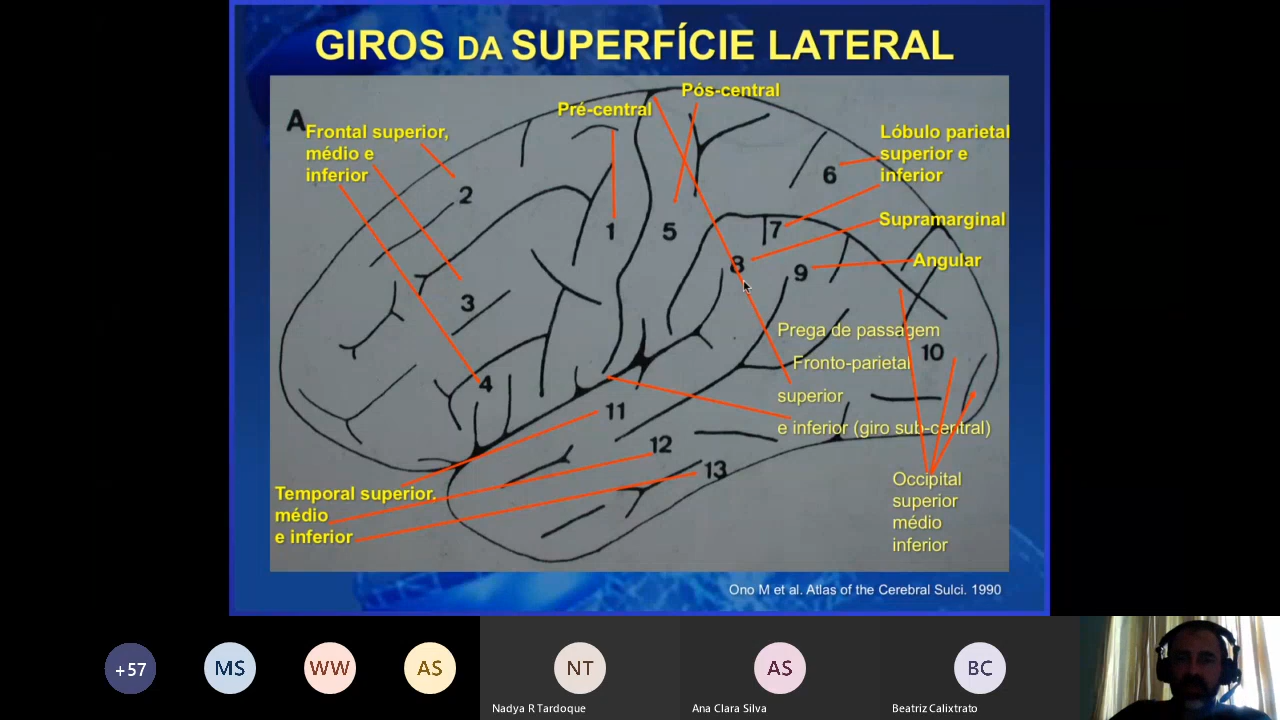 GIROS DA SUPERFÍCIE LATERAL
A
Pré-central
Pós-central
Frontal superior,
médio e
inferior
Lóbulo parietal
superior e
inferior
Supramarginal
Angular
2
1
5
6
7
8
9
3
10
4
11
12
13
Prega de passagem
Fronto-parietal
superior
e inferior (giro sub-central)
Temporal superior.
médio
e inferior
Occipital
superior
médio
inferior
Ono M et al. Atlas of the Cerebral Sulci. 1990
+57
MS
WW
AS
NT
AS
BC
Nadya R Tardoque
Ana Clara Silva
Beatriz Calixtrato